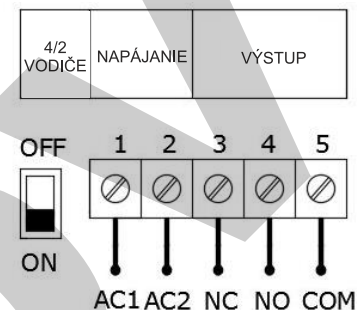 4/2
VODIČE
NAPÁJANIE
VÝSTUP
OFF
1 2 3 4 5
ON
AC1 AC2 NC NO COM